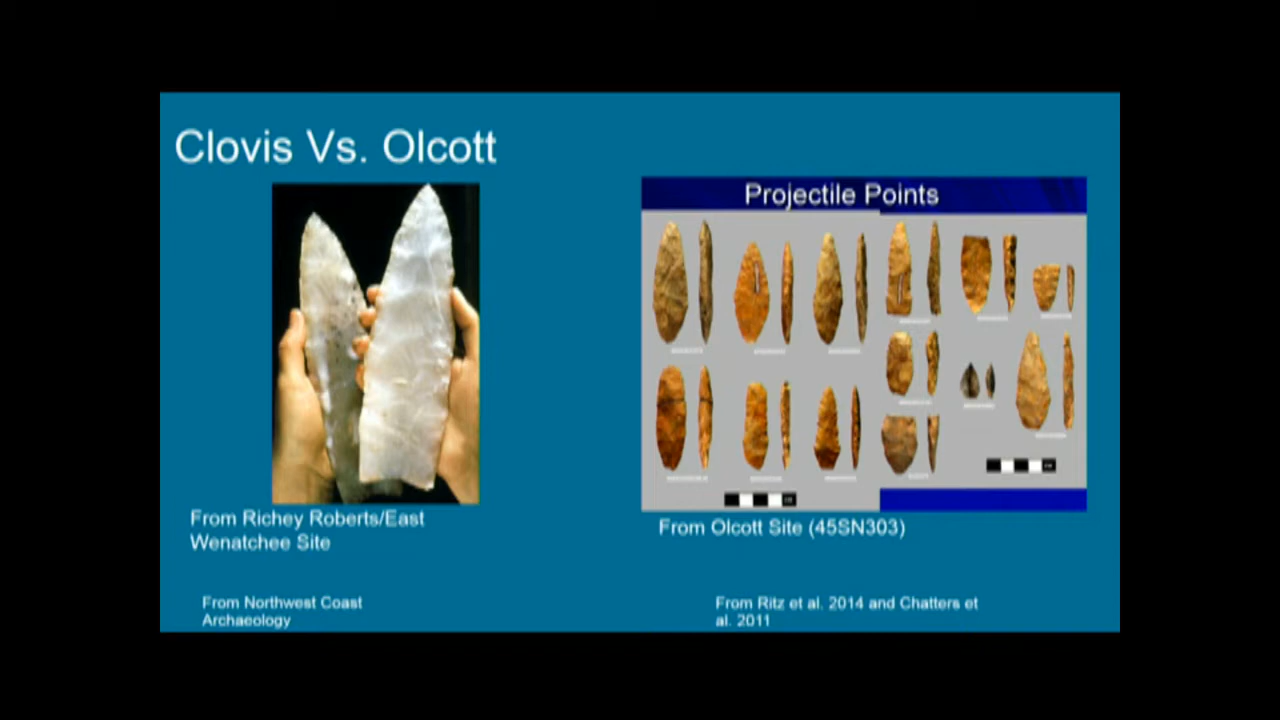 Clovis Vs. Olcott
Projectile Points
From Richey Roberts/East
Wenatchee Site
From Olcott Site (45SN303)
From Northwest Coast
Archaeology
From Ritz et al. 2014 and Chatters et
al. 2011